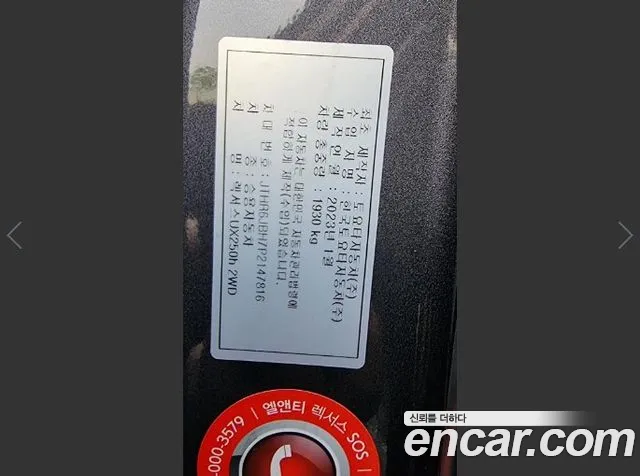 최초 제작자 : 토요타자동차(주)
수입 자명 : 한국토요타자동차(주)
제작연월 : 2023년 1월
차량 총중량 : 1930 kg
이 자동차는 대한민국 자동차관리법령에
적합하게 제작(수입)되었습니다.
차 대 번 호 : JTHR6JBH7P2147816
차 종 : 승용자동차
차 명 : 렉서스UX250h 2WD
000-3579 | 엘앤티 렉서스 SOS |
신뢰를 더하다
encar.com